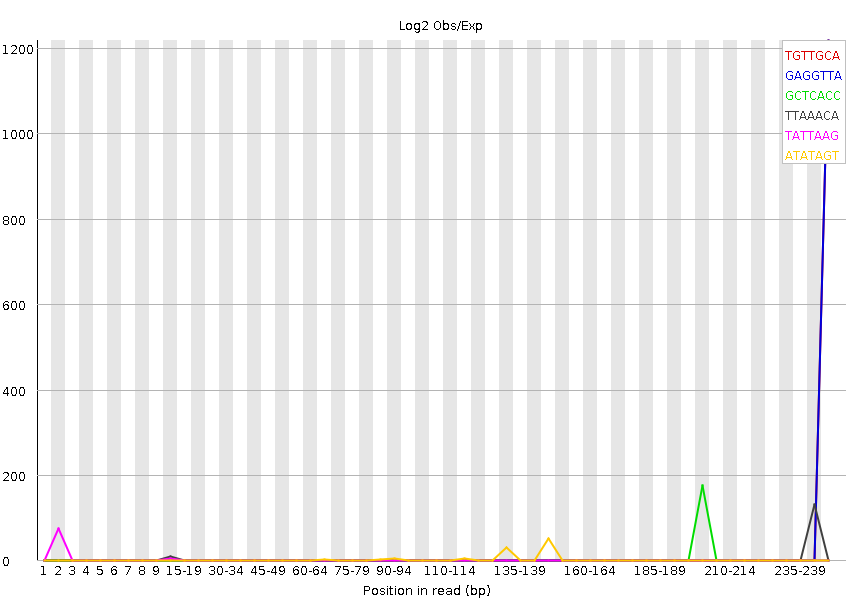 Log2 Obs/Exp
1200
1000
800
600
400
200
0
TGTTGCA
GAGGTTA
GCTCACC
TTAAACA
TATTAAG
ATATAGT
1 2 3 4 5 6 7 8 9 15-19 30-34 45-49 60-64 75-79 90-94 110-114 135-139 160-164 185-189 210-214 235-239
Position in read (bp)